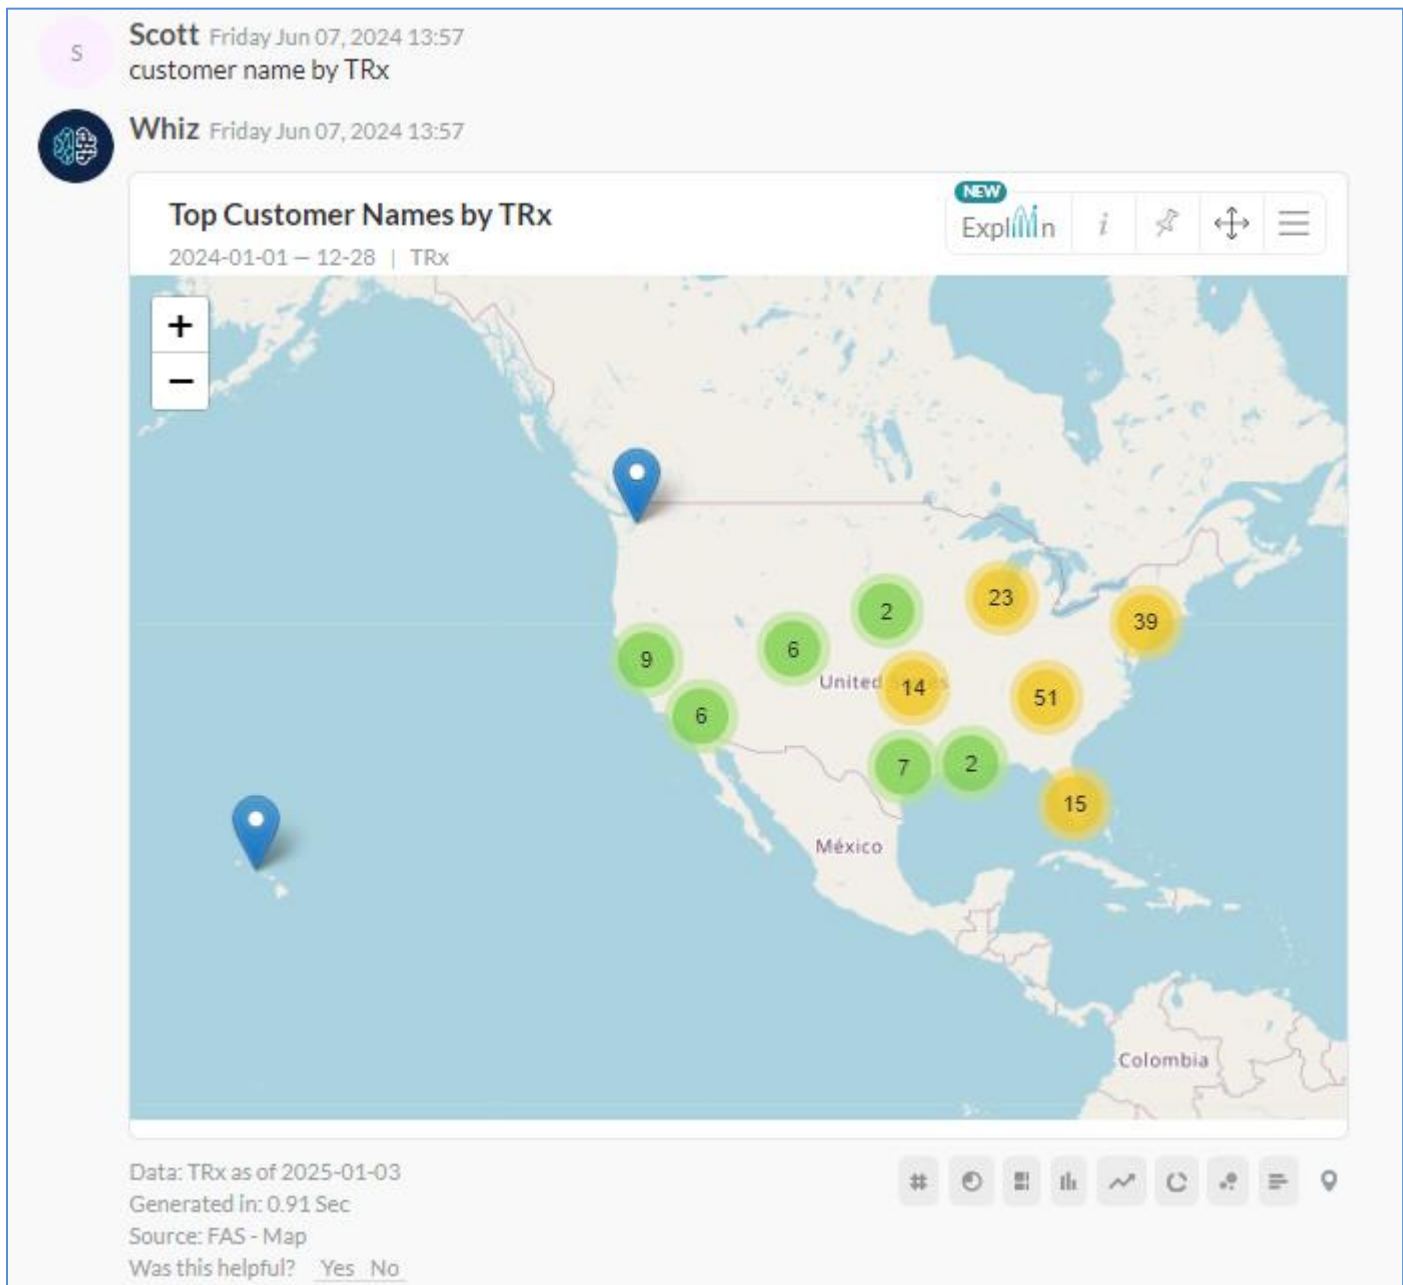 S
Scott Friday Jun 07, 2024 13:57
customer name by TRx
Whiz Friday Jun 07, 2024 13:57
Top Customer Names by TRx
2024-01-01 — 12-28 | TRx
NEW
Explain
i
+
−
2
23
39
6
9
United
14
51
6
7
2
15
México
Colombia
Data: TRx as of 2025-01-03
Generated in: 0.91 Sec
Source: FAS - Map
Was this helpful? Yes No
#